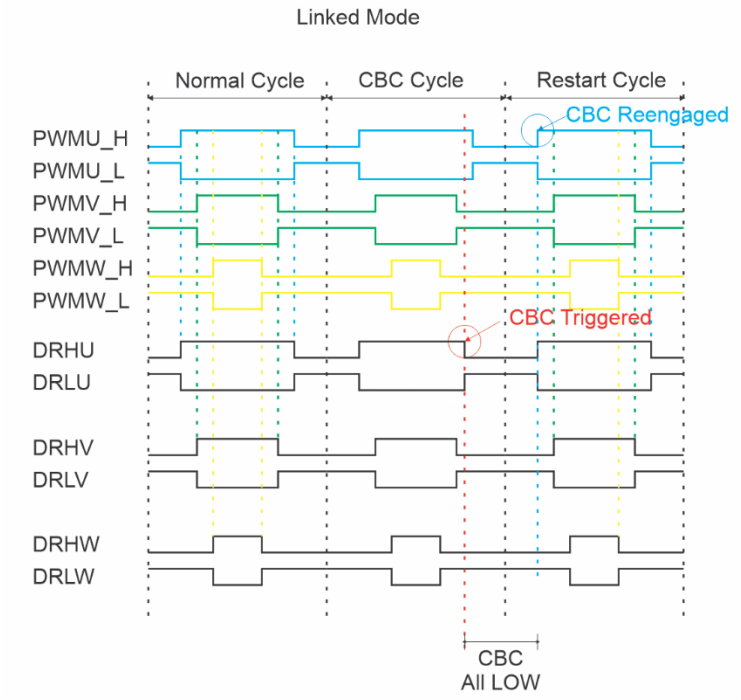 Linked Mode
Normal Cycle CBC Cycle Restart Cycle
CBC Reengaged
PWMU_H
PWMU_L
PWMV_H
PWMV_L
PWMW_H
PWMW_L
CBC Triggered
DRHU
DRLU
DRHV
DRLV
DRHW
DRLW
CBC
All LOW